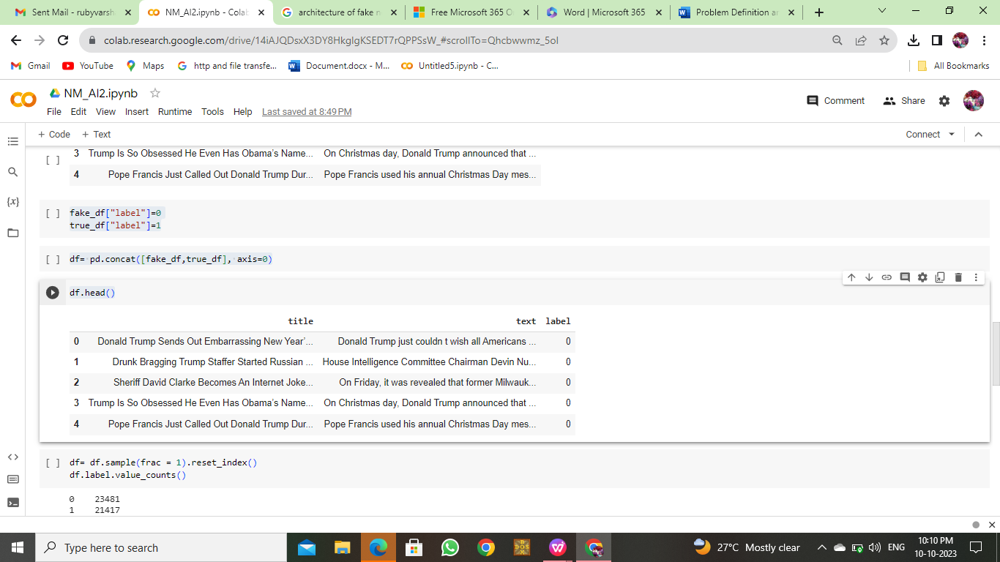 Sent Mail - rubyvarsh
NM_AI2.ipynb - Colab
architecture of fake n
Free Microsoft 365 O
Word | Microsoft 365
Problem Definition an
colab.research.google.com/drive/14iAJQDsxX3DY8HkgIgKSEDT7rQPPSsW_#scrollTo=Qhcbwwmz_5oI
Gmail
YouTube
Maps
http and file transfe...
Document.docx - M...
Untitled5.ipynb - C...
All Bookmarks
NM_AI2.ipynb
Comment
Share
File Edit View Insert Runtime Tools Help Last saved at 8:49 PM
+ Code + Text
Connect
[ ]
3 Trump Is So Obsessed He Even Has Obama's Name... On Christmas day, Donald Trump announced that ...
4 Pope Francis Just Called Out Donald Trump Dur... Pope Francis used his annual Christmas Day mes...
[ ] fake_df["label"]=0
true_df["label"]=1
[ ] df= pd.concat([fake_df,true_df], axis=0)
df.head()
title text label
0 Donald Trump Sends Out Embarrassing New Year'... Donald Trump just couldn t wish all Americans ... 0
1 Drunk Bragging Trump Staffer Started Russian ... House Intelligence Committee Chairman Devin Nu... 0
2 Sheriff David Clarke Becomes An Internet Joke... On Friday, it was revealed that former Milwauk... 0
3 Trump Is So Obsessed He Even Has Obama's Name... On Christmas day, Donald Trump announced that ... 0
4 Pope Francis Just Called Out Donald Trump Dur... Pope Francis used his annual Christmas Day mes... 0
[ ] df= df.sample(frac = 1).reset_index()
df.label.value_counts()
0 23481
1 21417
Type here to search
27°C Mostly clear
ENG
10:10 PM
10-10-2023